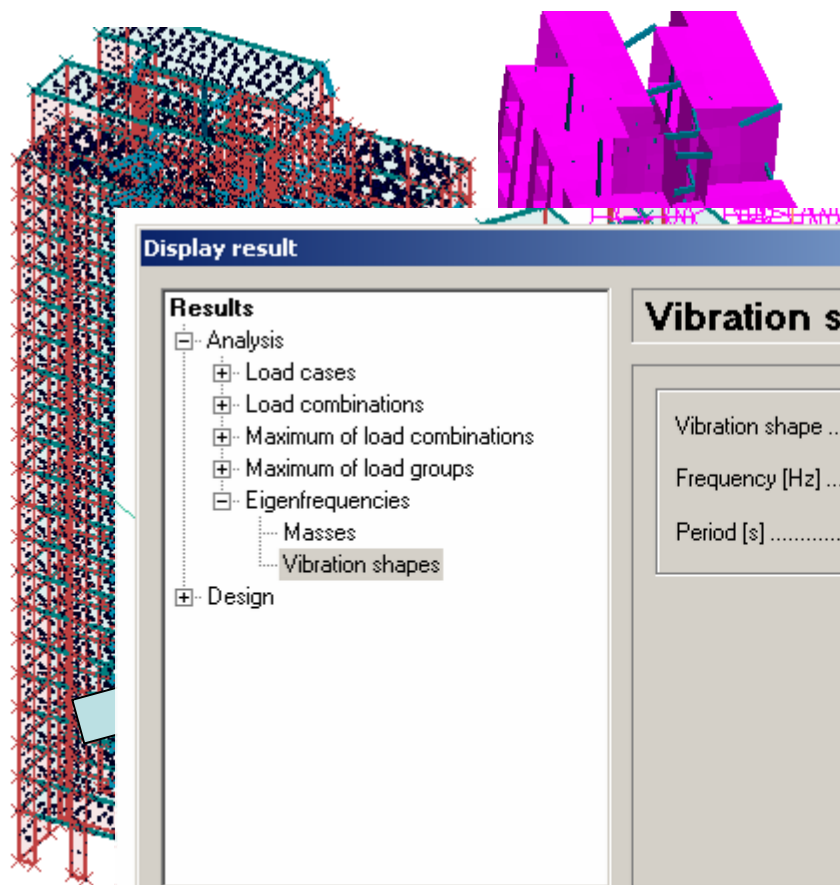 Display result
Results
Analysis
Load cases
Load combinations
Maximum of load combinations
Maximum of load groups
Eigenfrequencies
Masses
Vibration shapes
Design
Vibration s
Vibration shape ..
Frequency [Hz] ...
Period [s] ............